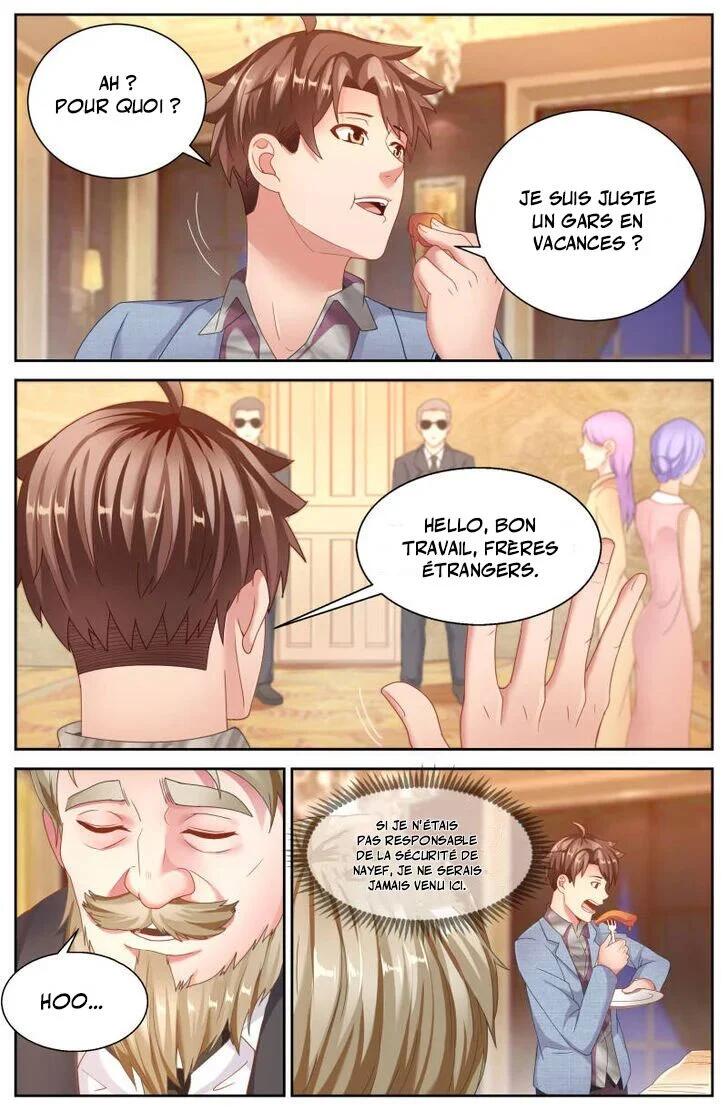 AH ?
POUR QUOI ?
JE SUIS JUSTE
UN GARS EN
VACANCES ?
HELLO, BON
TRAVAIL, FRÈRES
ÉTRANGERS.
HOO...
SI JE N'ÉTAIS
PAS RESPONSABLE
DE LA SÉCURITÉ DE
NAYEF, JE NE SERAIS
JAMAIS VENU ICI.